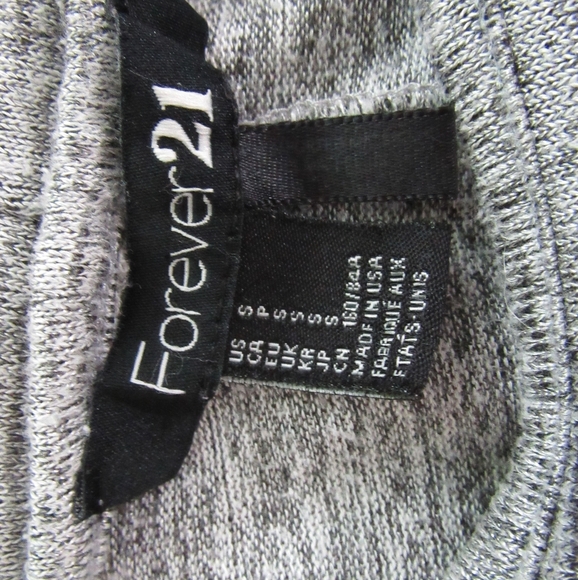 Forever21
US S
CA P
EU S
UK S
KR S
JP S
CN 160/84A
MADE IN USA
FABRIQUÉ AUX
ÉTATS-UNIS